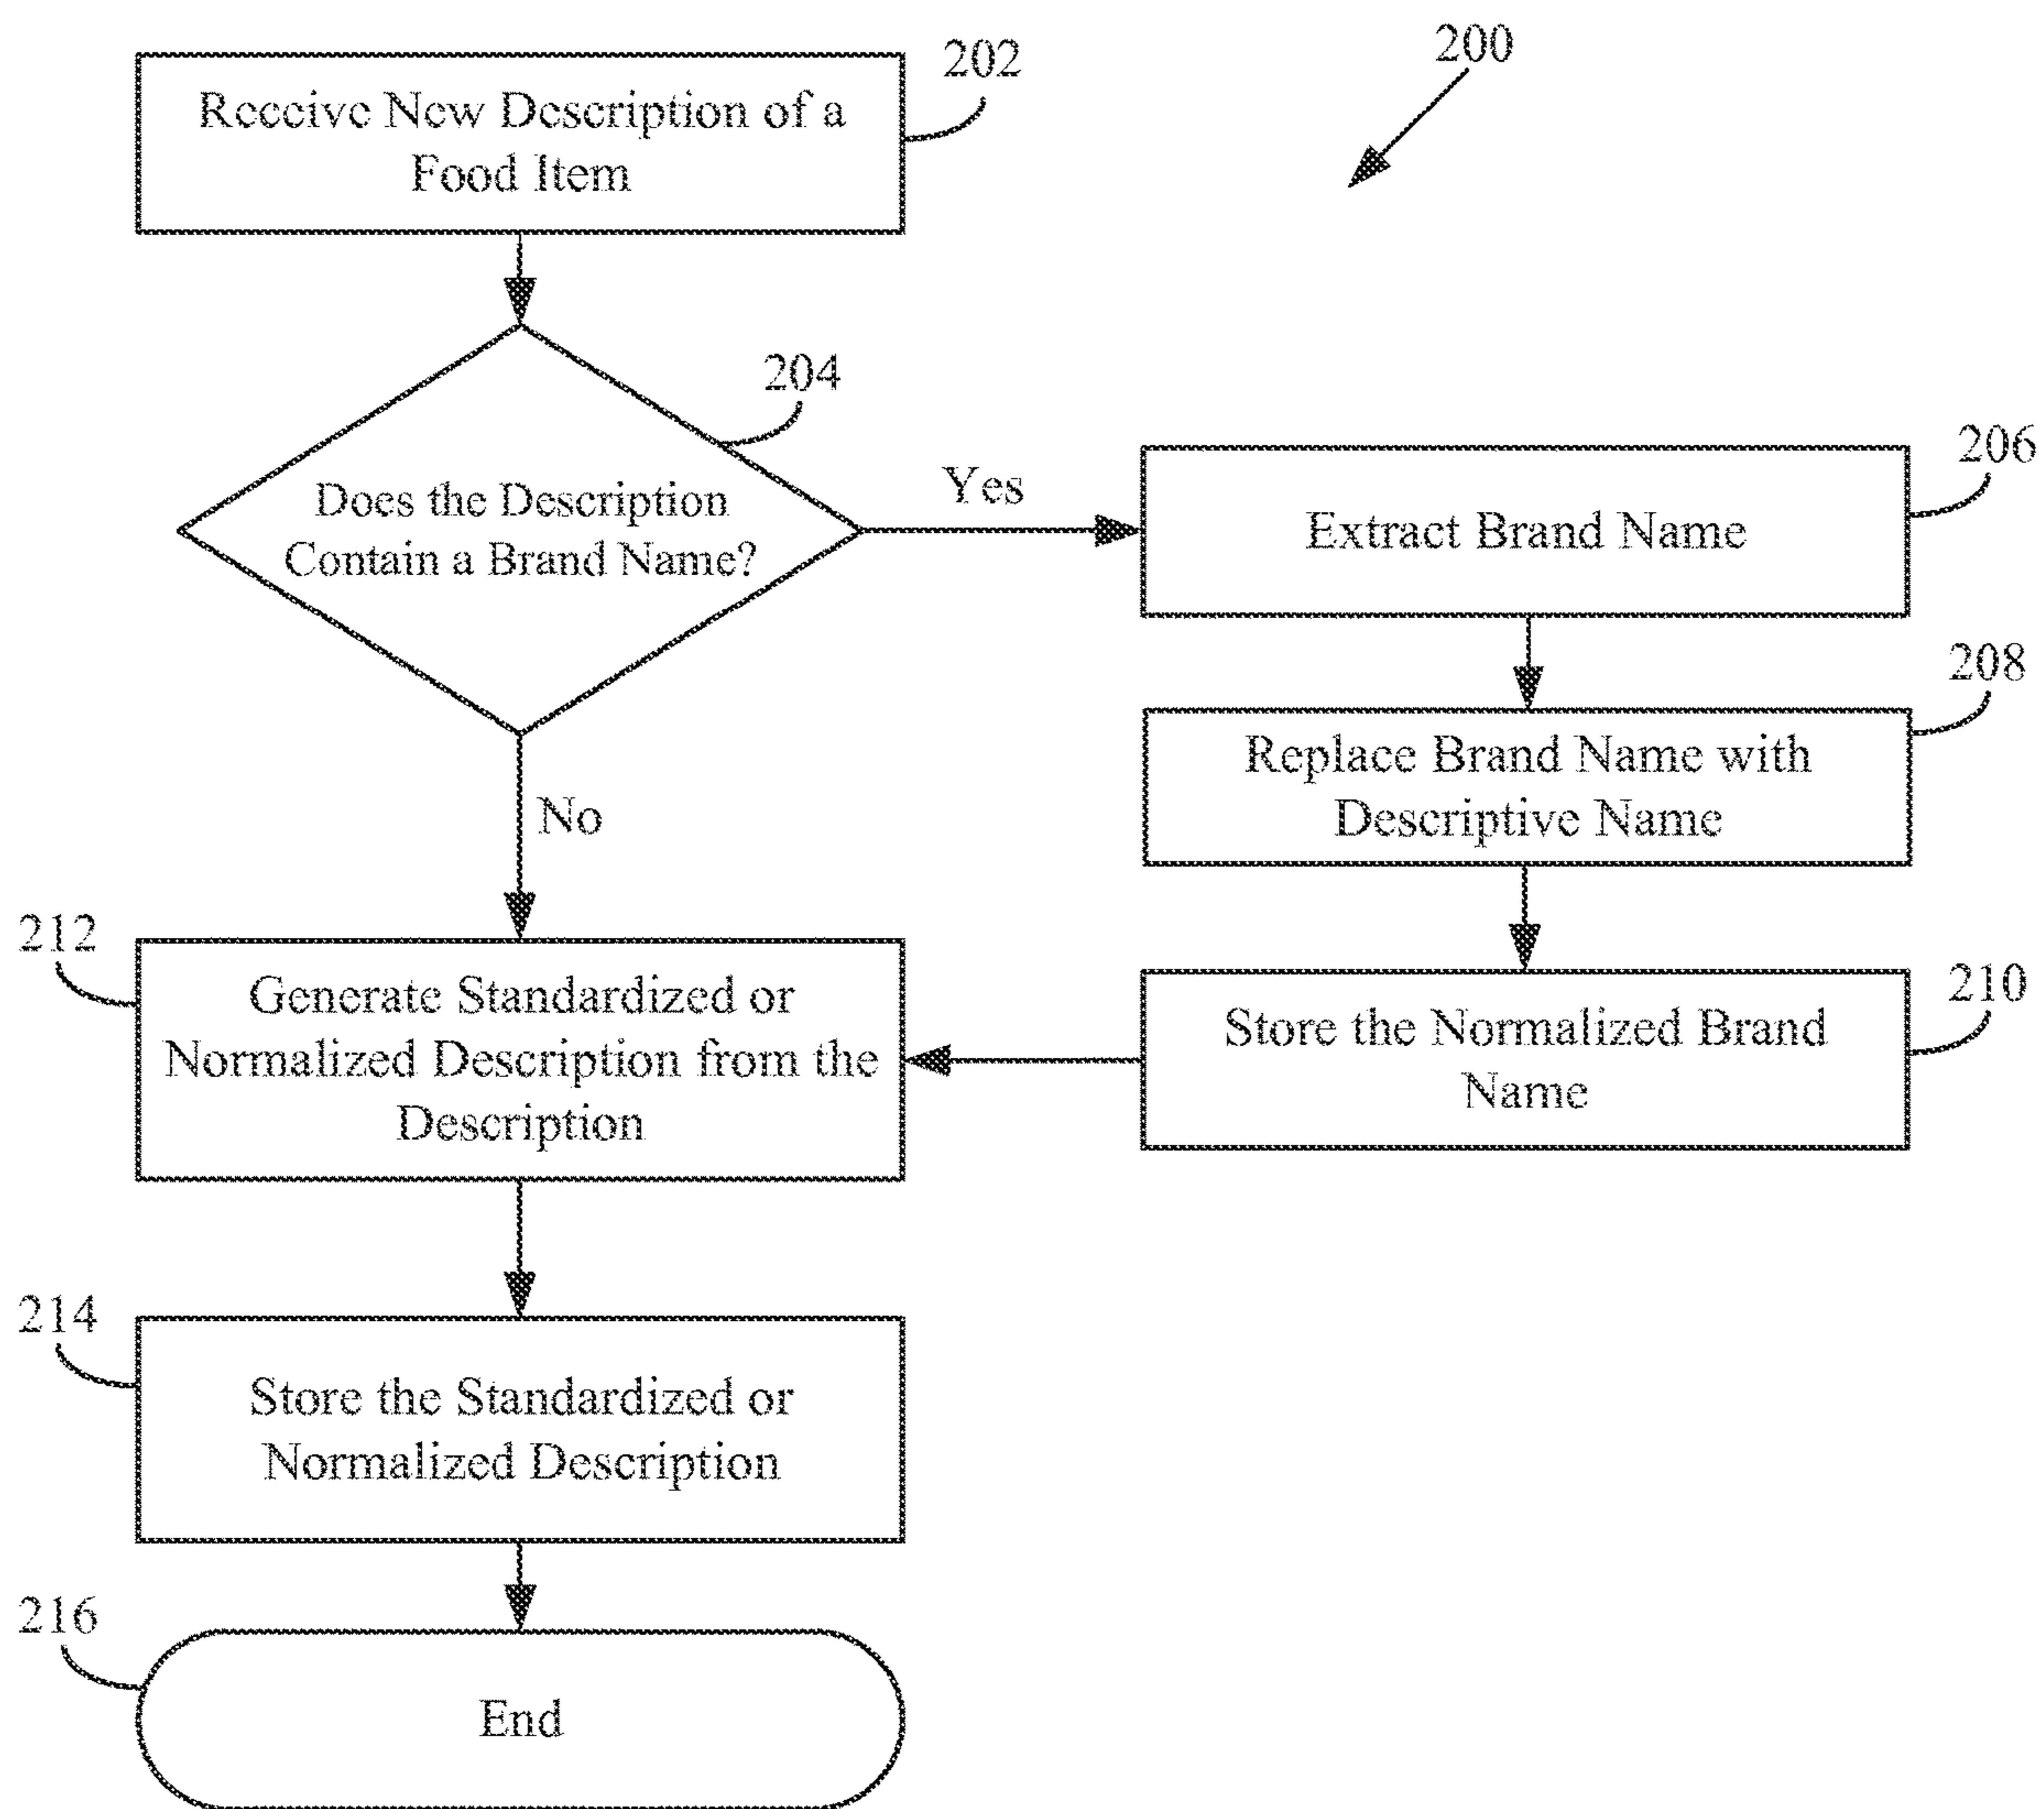 200
202
Receive New Description of a
Food Item
204
Does the Description
Contain a Brand Name?
Yes
206
Extract Brand Name
208
Replace Brand Name with
Descriptive Name
210
Store the Normalized Brand
Name
No
212
Generate Standardized or
Normalized Description from the
Description
214
Store the Standardized or
Normalized Description
216
End